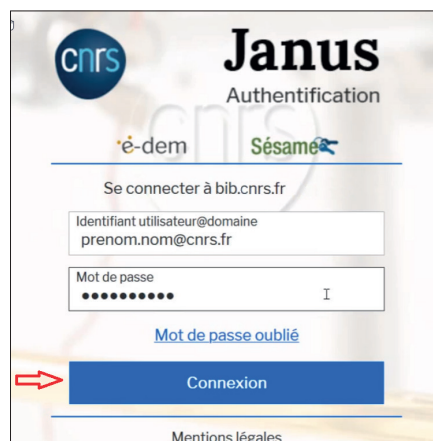 cnrs
Janus
Authentification
cnrs
é-dem
Sésame
Se connecter à bib.cnrs.fr
Identifiant utilisateur@domaine
prenom.nom@cnrs.fr
Mot de passe
●●●●●●●●●●
Mot de passe oublié
Connexion
Mentions légales